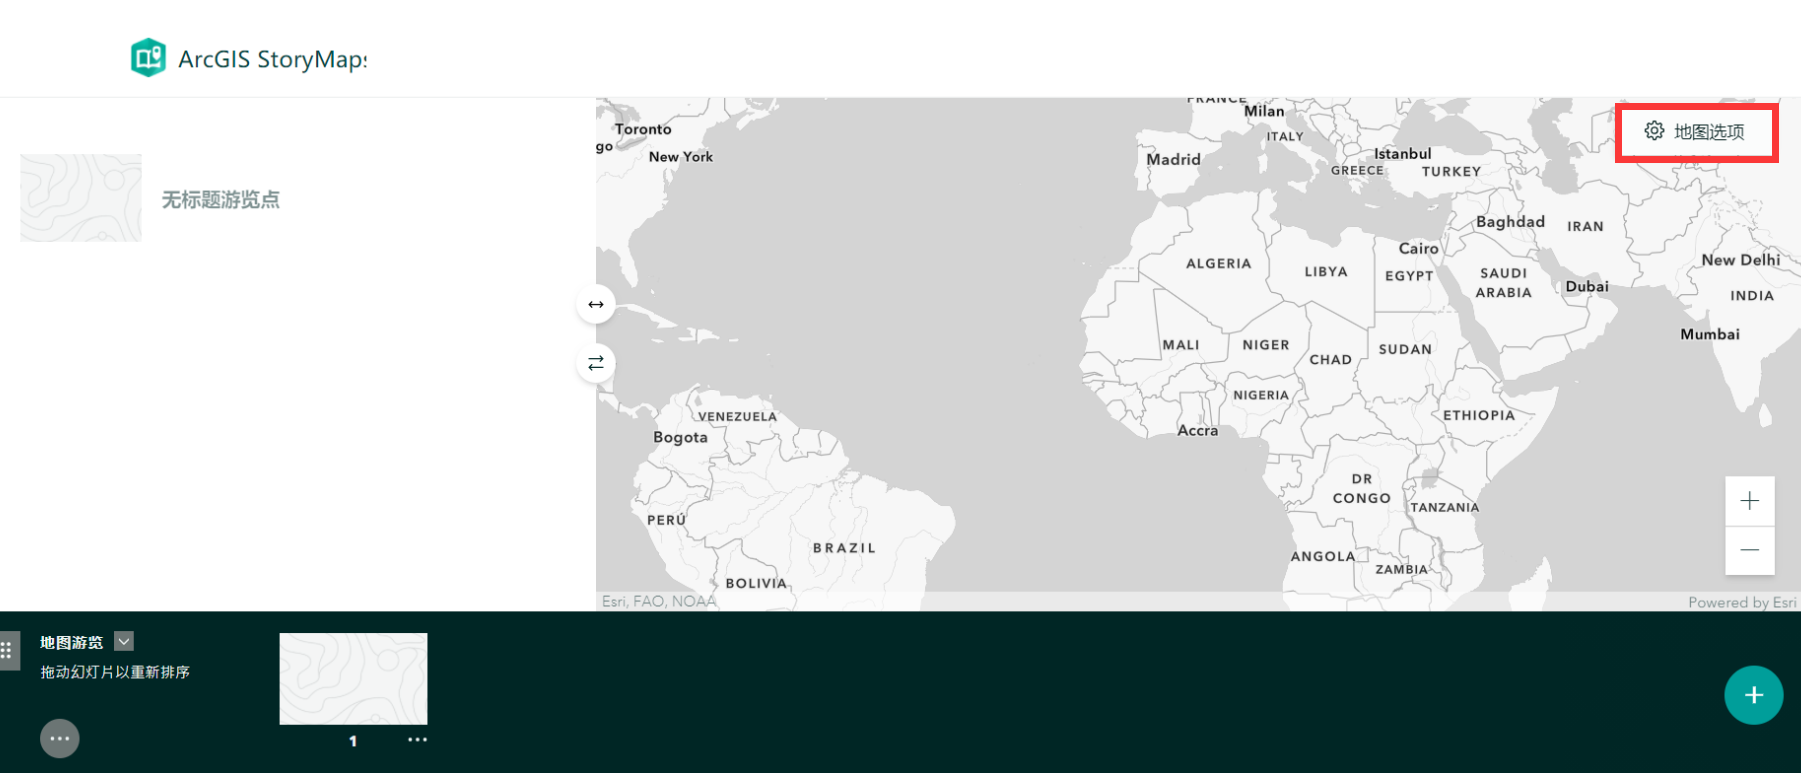 ArcGIS StoryMaps
无标题游览点
地图选项
FRANCE
Milan
ITALY
Toronto
go
New York
Madrid
Istanbul
GREECE
TURKEY
Baghdad
IRAN
Cairo
ALGERIA
LIBYA
EGYPT
SAUDI
ARABIA
Dubai
New Delhi
INDIA
Mumbai
MALI
NIGER
CHAD
SUDAN
NIGERIA
VENEZUELA
Bogota
Accra
ETHIOPIA
DR
CONGO
TANZANIA
PERÚ
BRAZIL
ANGOLA
ZAMBIA
BOLIVIA
Esri, FAO, NOAA
Powered by Esri
地图游览
拖动幻灯片以重新排序
1